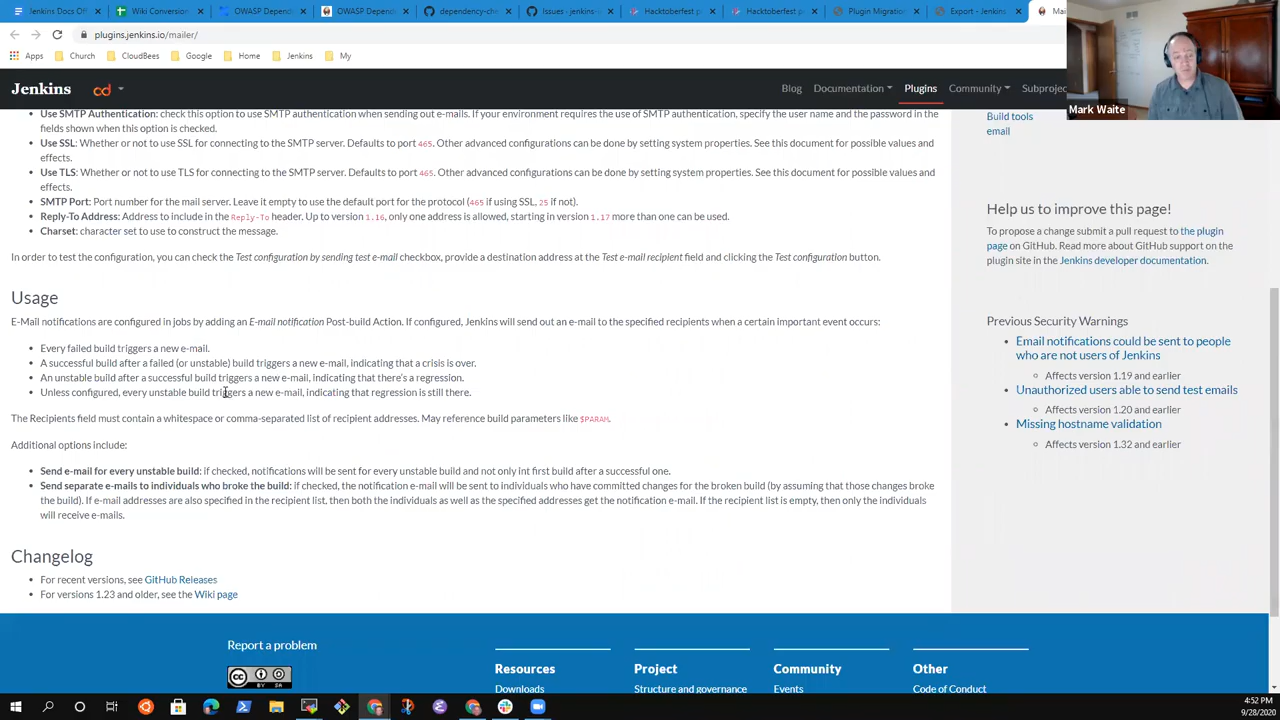 Jenkins Docs Off
Wiki Conversion
OWASP Depend
OWASP Depend
dependency-che
Issues - jenkins-
Hacktoberfest p
Hacktoberfest p
Plugin Migration
Export - Jenkins
plugins.jenkins.io/mailer/
Apps
Church
CloudBees
Google
Home
Jenkins
My
Mark Waite
Jenkins
cd
Blog
Documentation
Plugins
Community
Subproje
Use SMTP Authentication: check this option to use SMTP authentication when sending out e-mails. If your environment requires the use of SMTP authentication, specify the user name and the password in the
fields shown when this option is checked.
Use SSL: Whether or not to use SSL for connecting to the SMTP server. Defaults to port 465. Other advanced configurations can be done by setting system properties. See this document for possible values and
effects.
Use TLS: Whether or not to use TLS for connecting to the SMTP server. Defaults to port 465. Other advanced configurations can be done by setting system properties. See this document for possible values and
effects.
SMTP Port: Port number for the mail server. Leave it empty to use the default port for the protocol (465 if using SSL, 25 if not).
Reply-To Address: Address to include in the Reply-To header. Up to version 1.16, only one address is allowed, starting in version 1.17 more than one can be used.
Charset: character set to use to construct the message.
In order to test the configuration, you can check the Test configuration by sending test e-mail checkbox, provide a destination address at the Test e-mail recipient field and clicking the Test configuration button.
Usage
E-Mail notifications are configured in jobs by adding an E-mail notification Post-build Action. If configured, Jenkins will send out an e-mail to the specified recipients when a certain important event occurs:
Every failed build triggers a new e-mail.
A successful build after a failed (or unstable) build triggers a new e-mail, indicating that a crisis is over.
An unstable build after a successful build triggers a new e-mail, indicating that there's a regression.
Unless configured, every unstable build triggers a new e-mail, indicating that regression is still there.
The Recipients field must contain a whitespace or comma-separated list of recipient addresses. May reference build parameters like $PARAM.
Additional options include:
Send e-mail for every unstable build: if checked, notifications will be sent for every unstable build and not only int first build after a successful one.
Send separate e-mails to individuals who broke the build: if checked, the notification e-mail will be sent to individuals who have committed changes for the broken build (by assuming that those changes broke
the build). If e-mail addresses are also specified in the recipient list, then both the individuals as well as the specified addresses get the notification e-mail. If the recipient list is empty, then only the individuals
will receive e-mails.
Changelog
For recent versions, see GitHub Releases
For versions 1.23 and older, see the Wiki page
Build tools
email
Help us to improve this page!
To propose a change submit a pull request to the plugin
page on GitHub. Read more about GitHub support on the
plugin site in the Jenkins developer documentation.
Previous Security Warnings
Email notifications could be sent to people
who are not users of Jenkins
Affects version 1.19 and earlier
Unauthorized users able to send test emails
Affects version 1.20 and earlier
Missing hostname validation
Affects version 1.32 and earlier
Report a problem
CC
BY SA
Resources
Downloads
Project
Structure and governance
Community
Events
Other
Code of Conduct
4:52 PM
9/28/2020